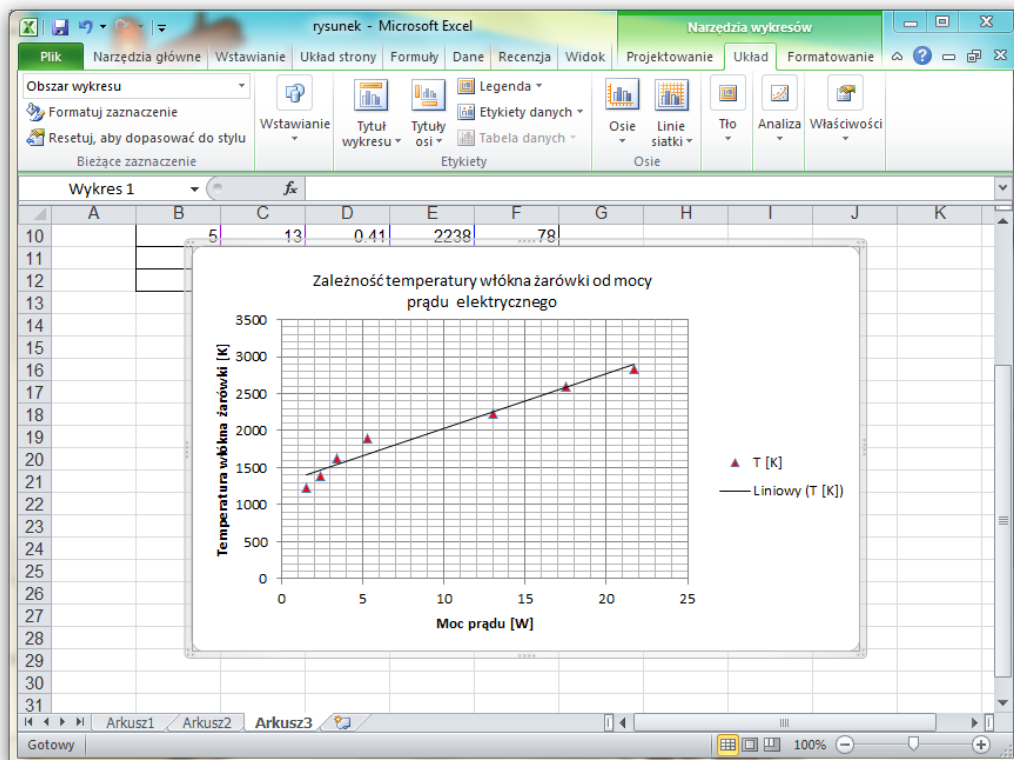 rysunek - Microsoft Excel
Narzędzia wykresów
Plik Narzędzia główne Wstawianie Układ strony Formuły Dane Recenzja Widok Projektowanie Układ Formatowanie
Obszar wykresu
Formatuj zaznaczenie
Resetuj, aby dopasować do stylu
Bieżące zaznaczenie
Wstawianie
Tytuł wykresu
Tytuły osi
Legenda
Etykiety danych
Tabela danych
Etykiety
Osie
Linie siatki
Osie
Tło
Analiza
Właściwości
Wykres 1
fx
A B C D E F G H I J K
10 5 13 0.41 2238 78
11
12
13
14
15
16
17
18
19
20
21
22
23
24
25
26
27
28
29
30
31
Zależność temperatury włókna żarówki od mocy
prądu elektrycznego
Temperatura włókna żarówki [K]
3500
3000
2500
2000
1500
1000
500
0
0 5 10 15 20 25
Moc prądu [W]
T [K]
Liniowy (T [K])
Arkusz1 Arkusz2 Arkusz3
Gotowy
100%